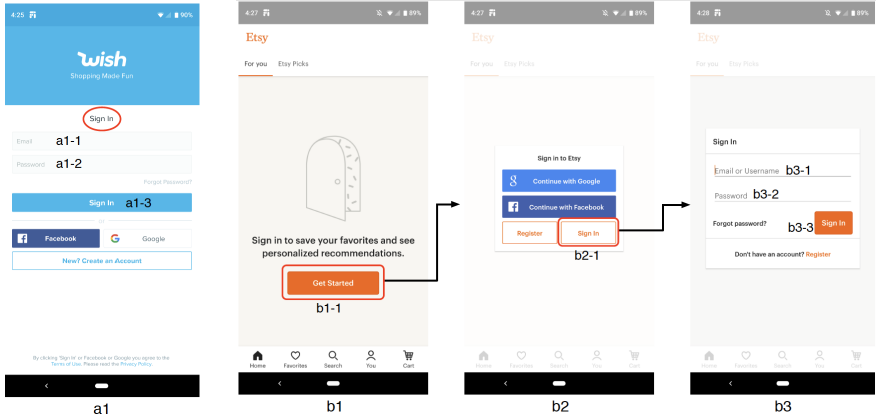 4:25
90%
wish
Shopping Made Fun
Sign In
Email a1-1
Password a1-2
Forgot Password?
Sign In a1-3
or
Facebook
Google
New? Create an Account
By clicking 'Sign In' or Facebook or Google you agree to the
Terms of Use. Please read the Privacy Policy.
a1
4:27
89%
Etsy
For you Etsy Picks
Sign in to save your favorites and see
personalized recommendations.
Get Started
b1-1
Home Favorites Search You Cart
b1
4:27
89%
Etsy
For you Etsy Picks
Sign in to Etsy
Continue with Google
Continue with Facebook
Register
Sign In
b2-1
Home Favorites Search You Cart
b2
4:28
89%
Etsy
For you Etsy Picks
Sign In
Email or Username b3-1
Password b3-2
Forgot password? b3-3 Sign In
Don't have an account? Register
Home Favorites Search You Cart
b3